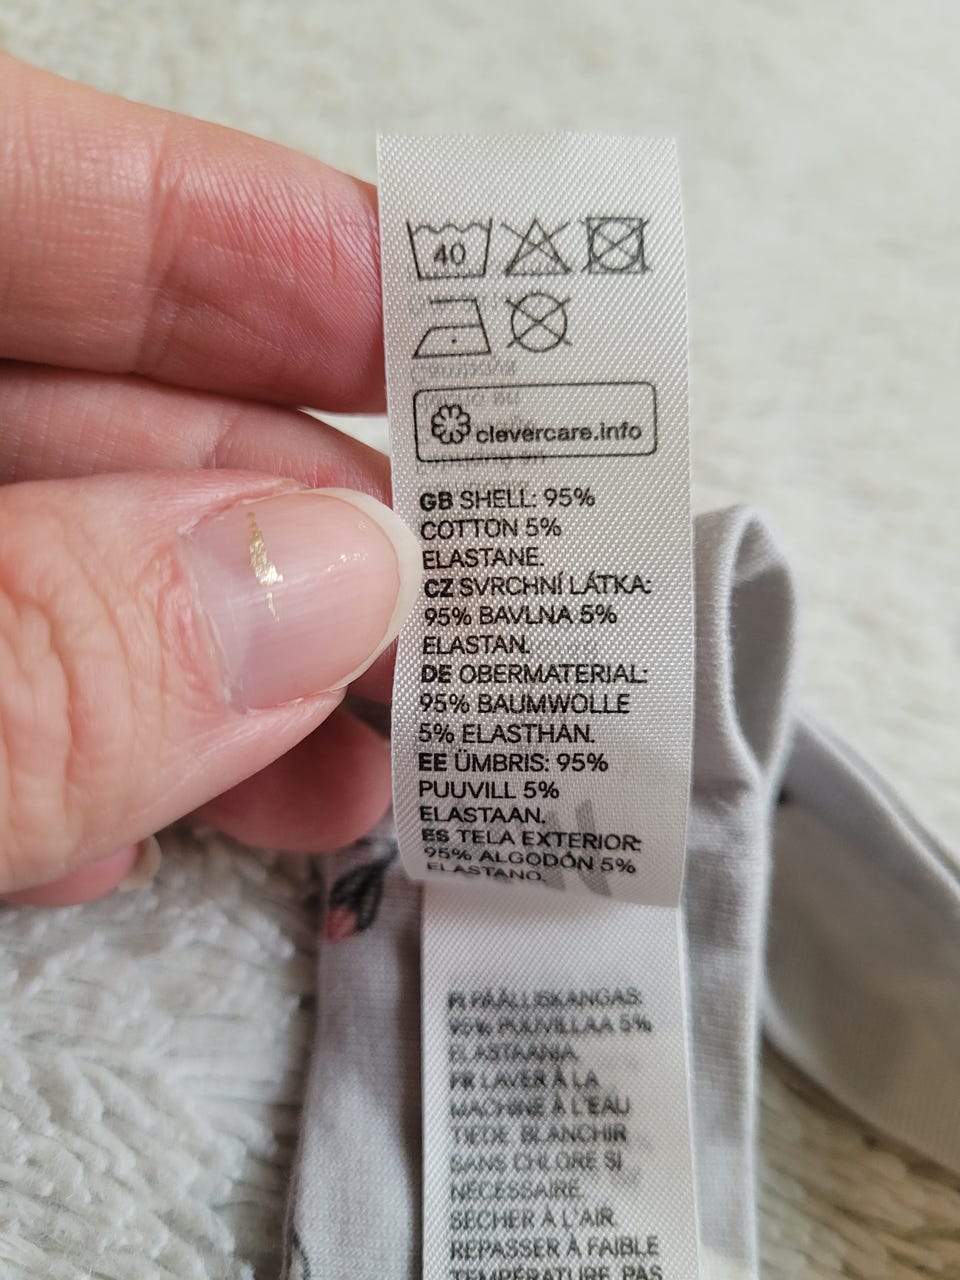 40
clevercare.info
GB SHELL: 95%
COTTON 5%
ELASTANE.
CZ SVRCHNÍ LÁTKA:
95% BAVLNA 5%
ELASTAN.
DE OBERMATERIAL:
95% BAUMWOLLE
5% ELASTHAN.
EE ÜMBRIS: 95%
PUUVILL 5%
ELASTAAN.
ES TELA EXTERIOR:
95% ALGODÓN 5%
ELASTANO.
FI PÄÄLLISKANGAS:
95% PUUVILLAA 5%
ELASTAANIA
FR LAVER À LA
MACHINE À L'EAU
TIEDE BLANCHIR
SANS CHLORE SI
NÉCESSAIRE.
SÉCHER À L'AIR.
REPASSER À FAIBLE
TEMPÉRATURE. PAS